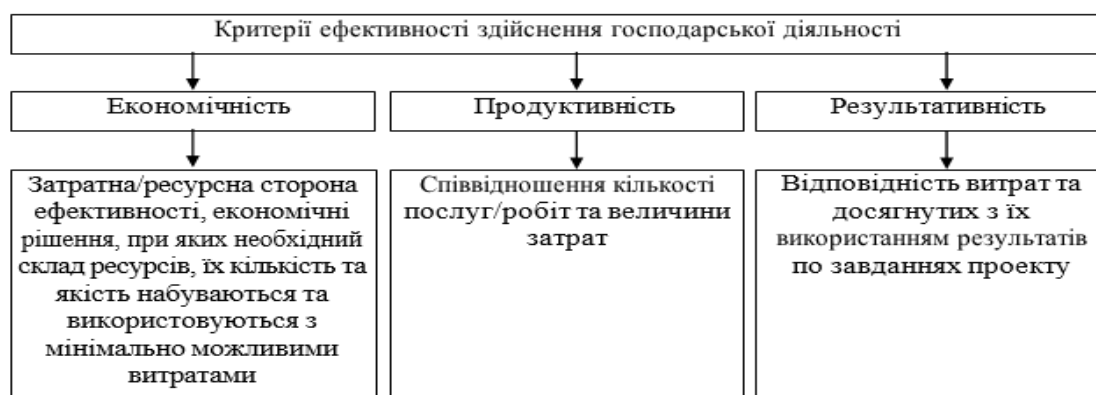 Критерії ефективності здійснення господарської діяльності
Економічність
Продуктивність
Результативність
Затратна/ресурсна сторона
ефективності, економічні
рішення, при яких необхідний
склад ресурсів, їх кількість та
якість набуваються та
використовуються з
мінімально можливими
витратами
Співвідношення кількості
послуг/робіт та величини
затрат
Відповідність витрат та
досягнутих з їх
використанням результатів
по завданнях проекту